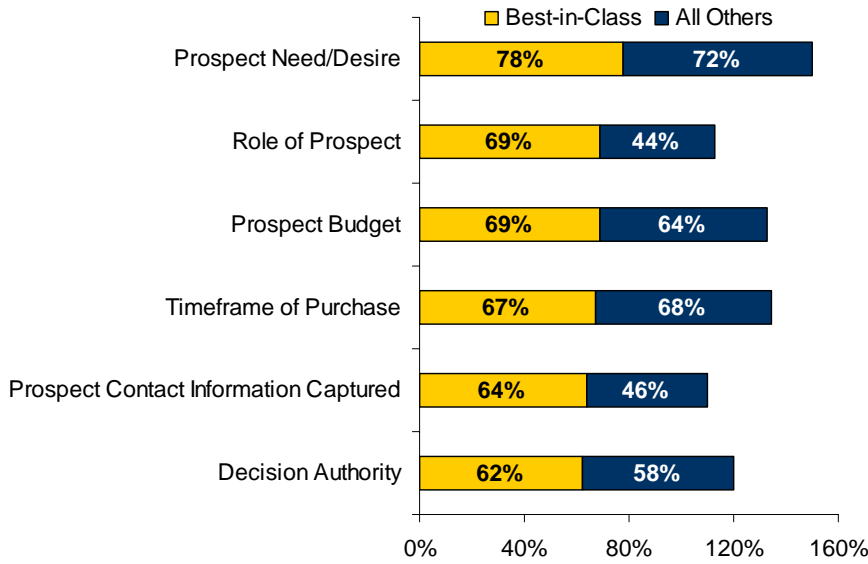 Best-in-Class All Others
Prospect Need/Desire 78% 72%
Role of Prospect 69% 44%
Prospect Budget 69% 64%
Timeframe of Purchase 67% 68%
Prospect Contact Information Captured 64% 46%
Decision Authority 62% 58%
0% 40% 80% 120% 160%